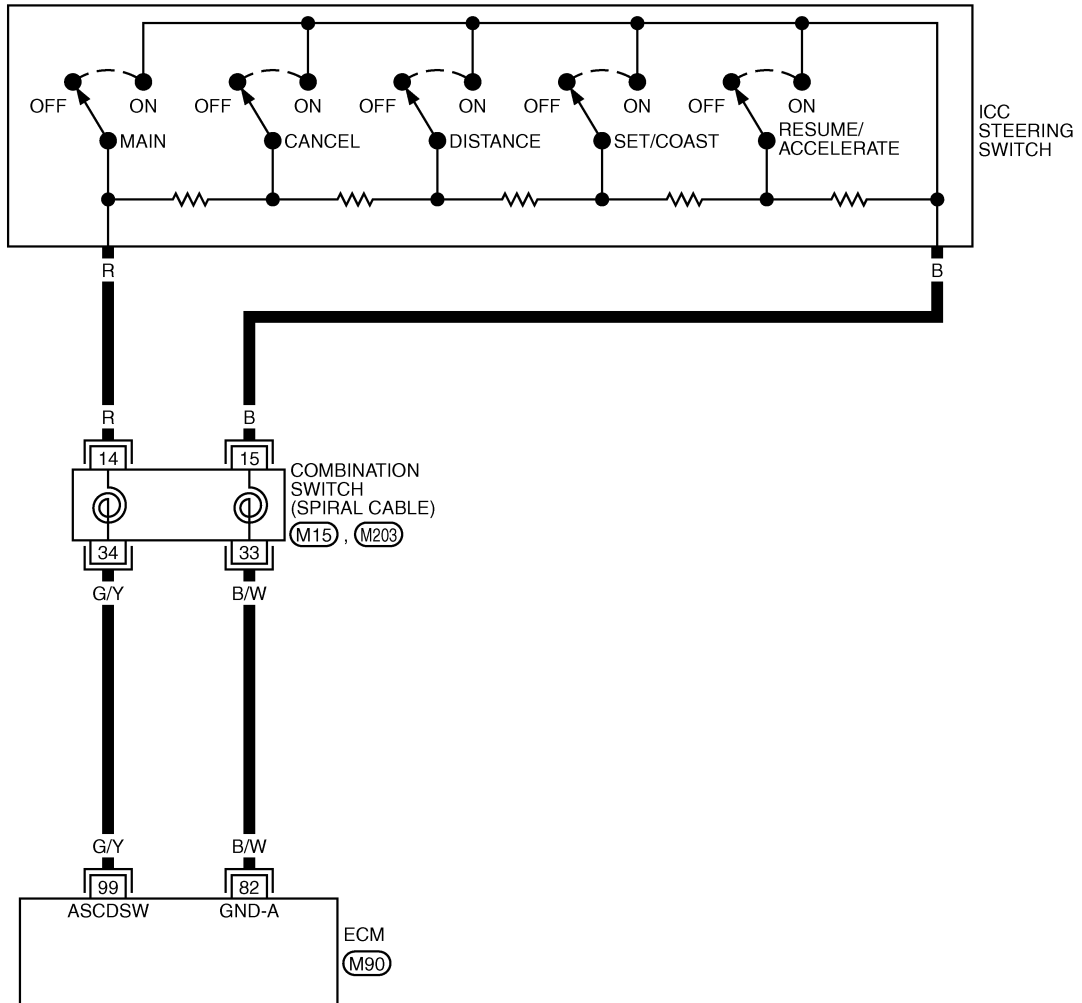 OFF ON OFF ON OFF ON OFF ON OFF ON
MAIN CANCEL DISTANCE SET/COAST RESUME/
ACCELERATE
ICC
STEERING
SWITCH
R B
R B
14 15
COMBINATION
SWITCH
(SPIRAL CABLE)
M15 , M203
34 33
G/Y B/W
G/Y B/W
99 82
ASCDSW GND-A
ECM
M90